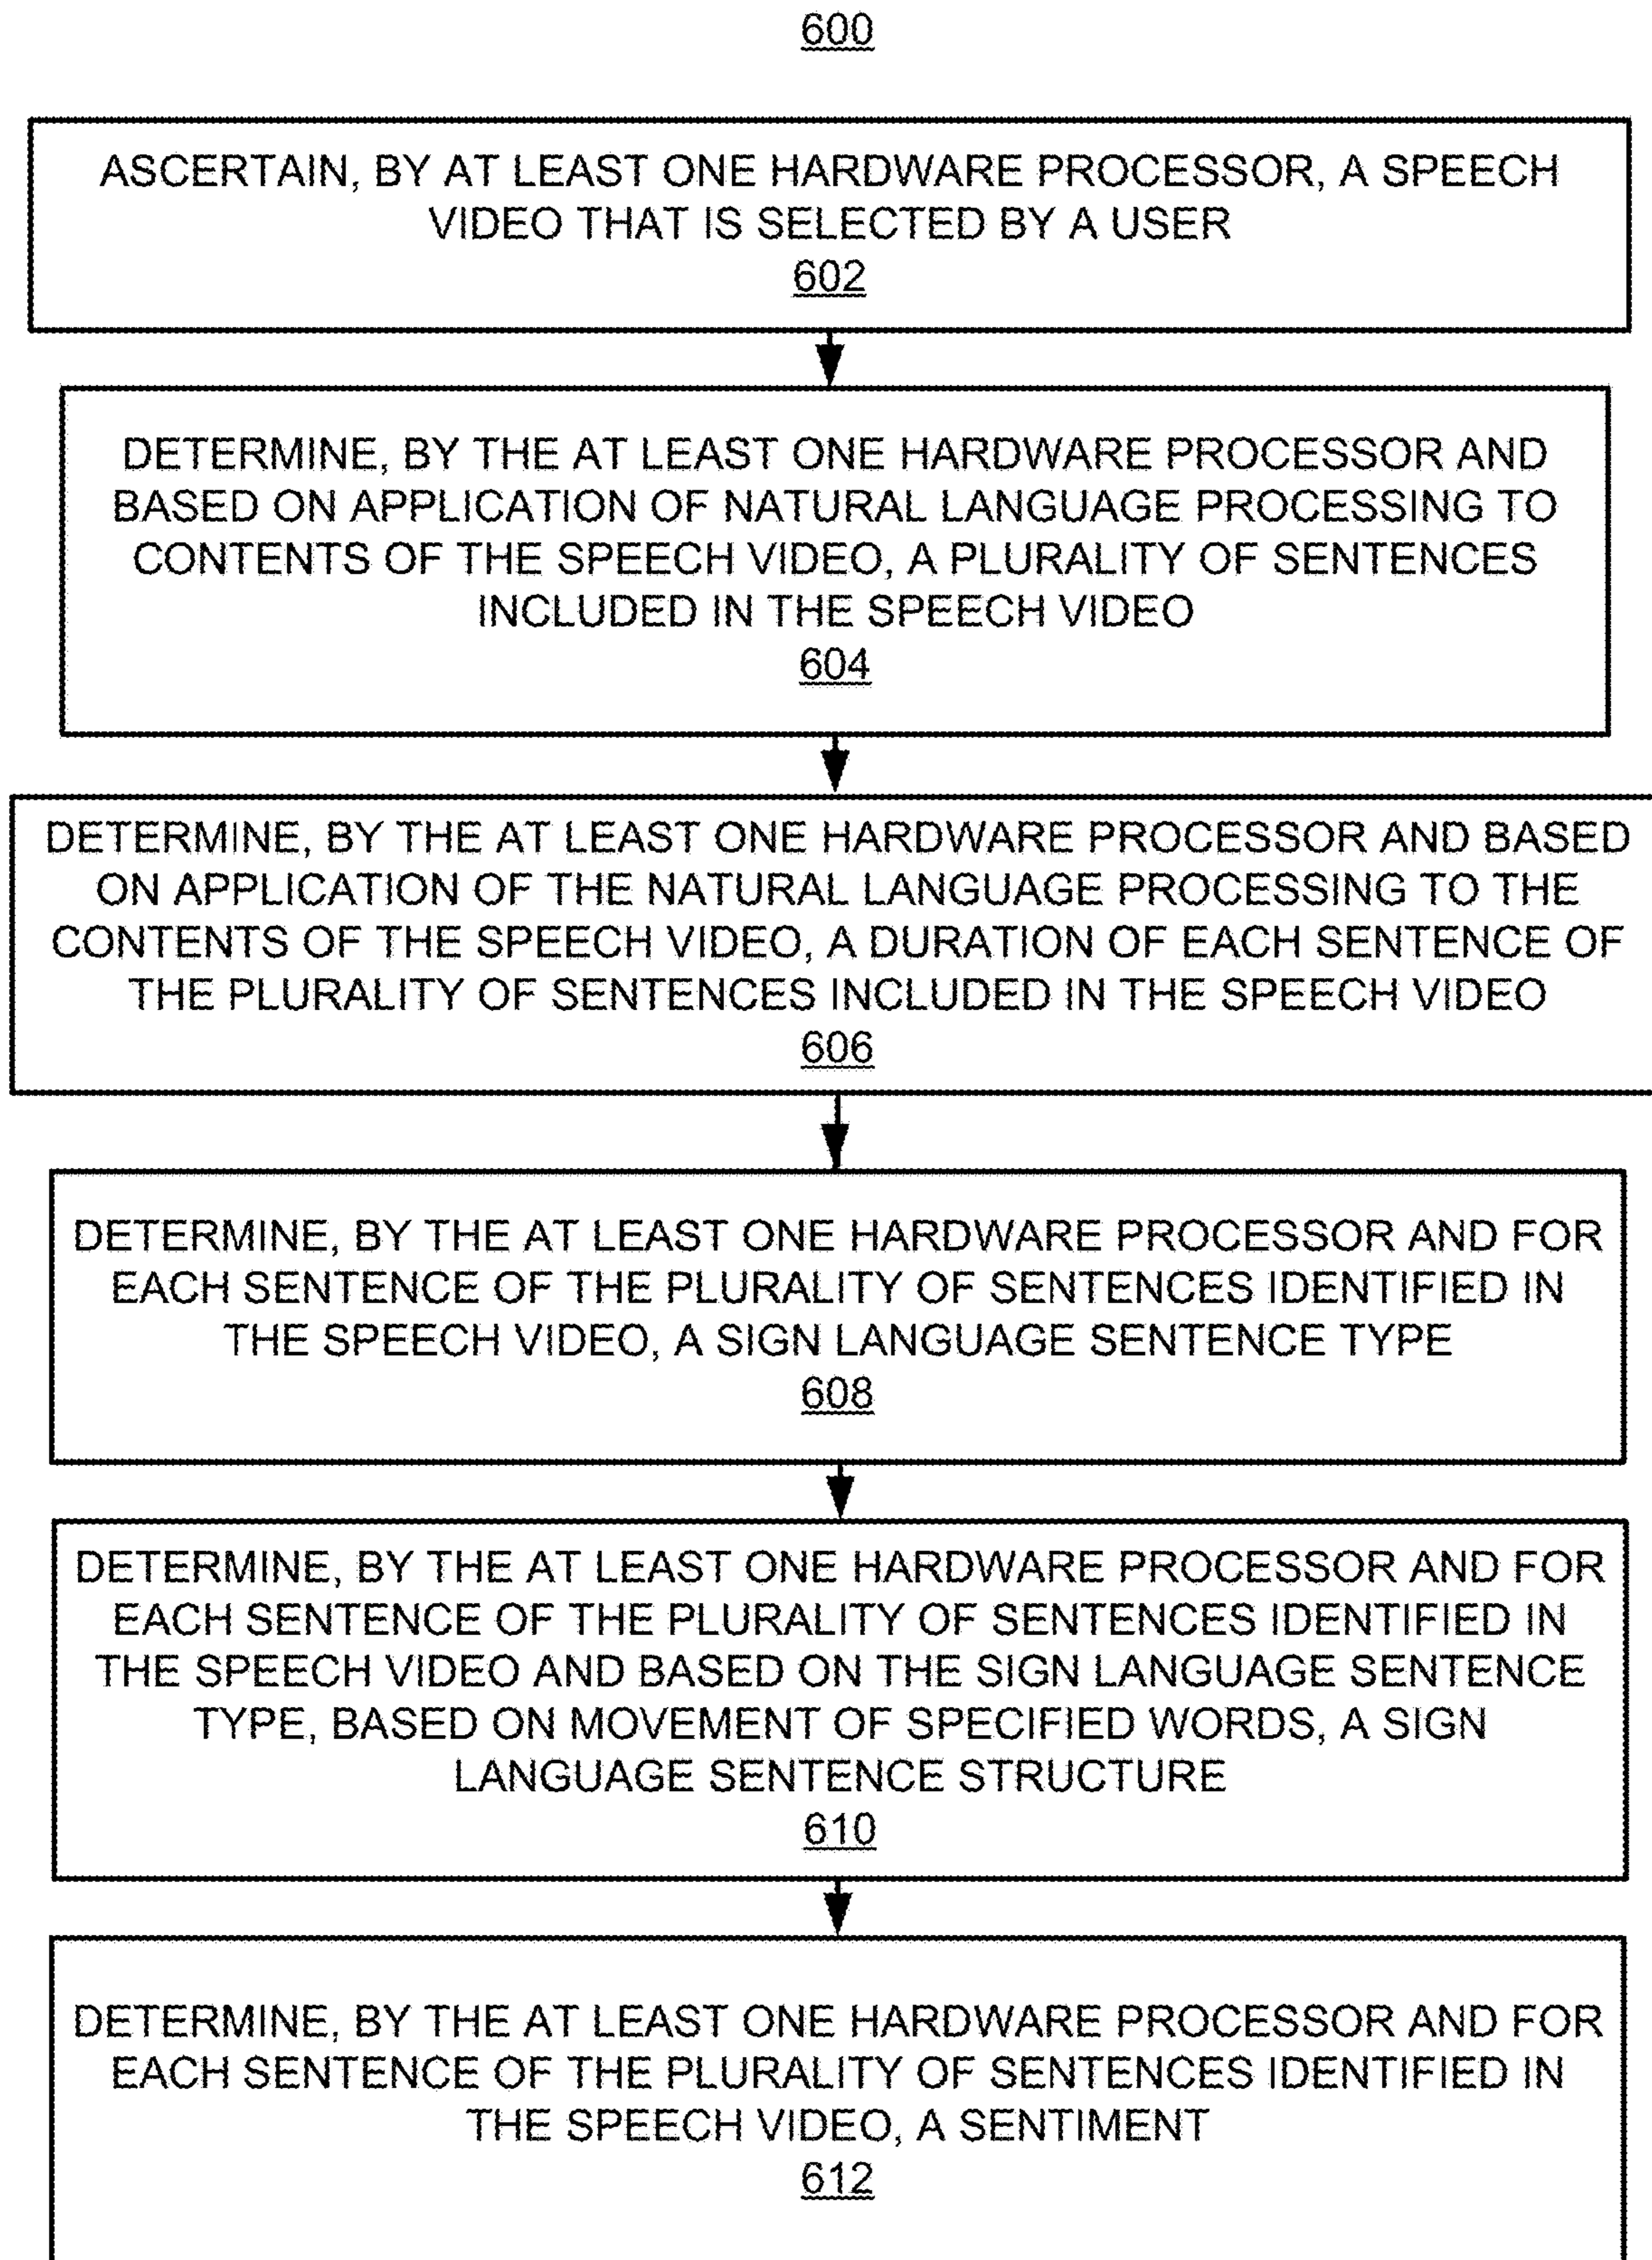 600
ASCERTAIN, BY AT LEAST ONE HARDWARE PROCESSOR, A SPEECH
VIDEO THAT IS SELECTED BY A USER
602
DETERMINE, BY THE AT LEAST ONE HARDWARE PROCESSOR AND
BASED ON APPLICATION OF NATURAL LANGUAGE PROCESSING TO
CONTENTS OF THE SPEECH VIDEO, A PLURALITY OF SENTENCES
INCLUDED IN THE SPEECH VIDEO
604
DETERMINE, BY THE AT LEAST ONE HARDWARE PROCESSOR AND BASED
ON APPLICATION OF THE NATURAL LANGUAGE PROCESSING TO THE
CONTENTS OF THE SPEECH VIDEO, A DURATION OF EACH SENTENCE OF
THE PLURALITY OF SENTENCES INCLUDED IN THE SPEECH VIDEO
606
DETERMINE, BY THE AT LEAST ONE HARDWARE PROCESSOR AND FOR
EACH SENTENCE OF THE PLURALITY OF SENTENCES IDENTIFIED IN
THE SPEECH VIDEO, A SIGN LANGUAGE SENTENCE TYPE
608
DETERMINE, BY THE AT LEAST ONE HARDWARE PROCESSOR AND FOR
EACH SENTENCE OF THE PLURALITY OF SENTENCES IDENTIFIED IN
THE SPEECH VIDEO AND BASED ON THE SIGN LANGUAGE SENTENCE
TYPE, BASED ON MOVEMENT OF SPECIFIED WORDS, A SIGN
LANGUAGE SENTENCE STRUCTURE
610
DETERMINE, BY THE AT LEAST ONE HARDWARE PROCESSOR AND FOR
EACH SENTENCE OF THE PLURALITY OF SENTENCES IDENTIFIED IN
THE SPEECH VIDEO, A SENTIMENT
612